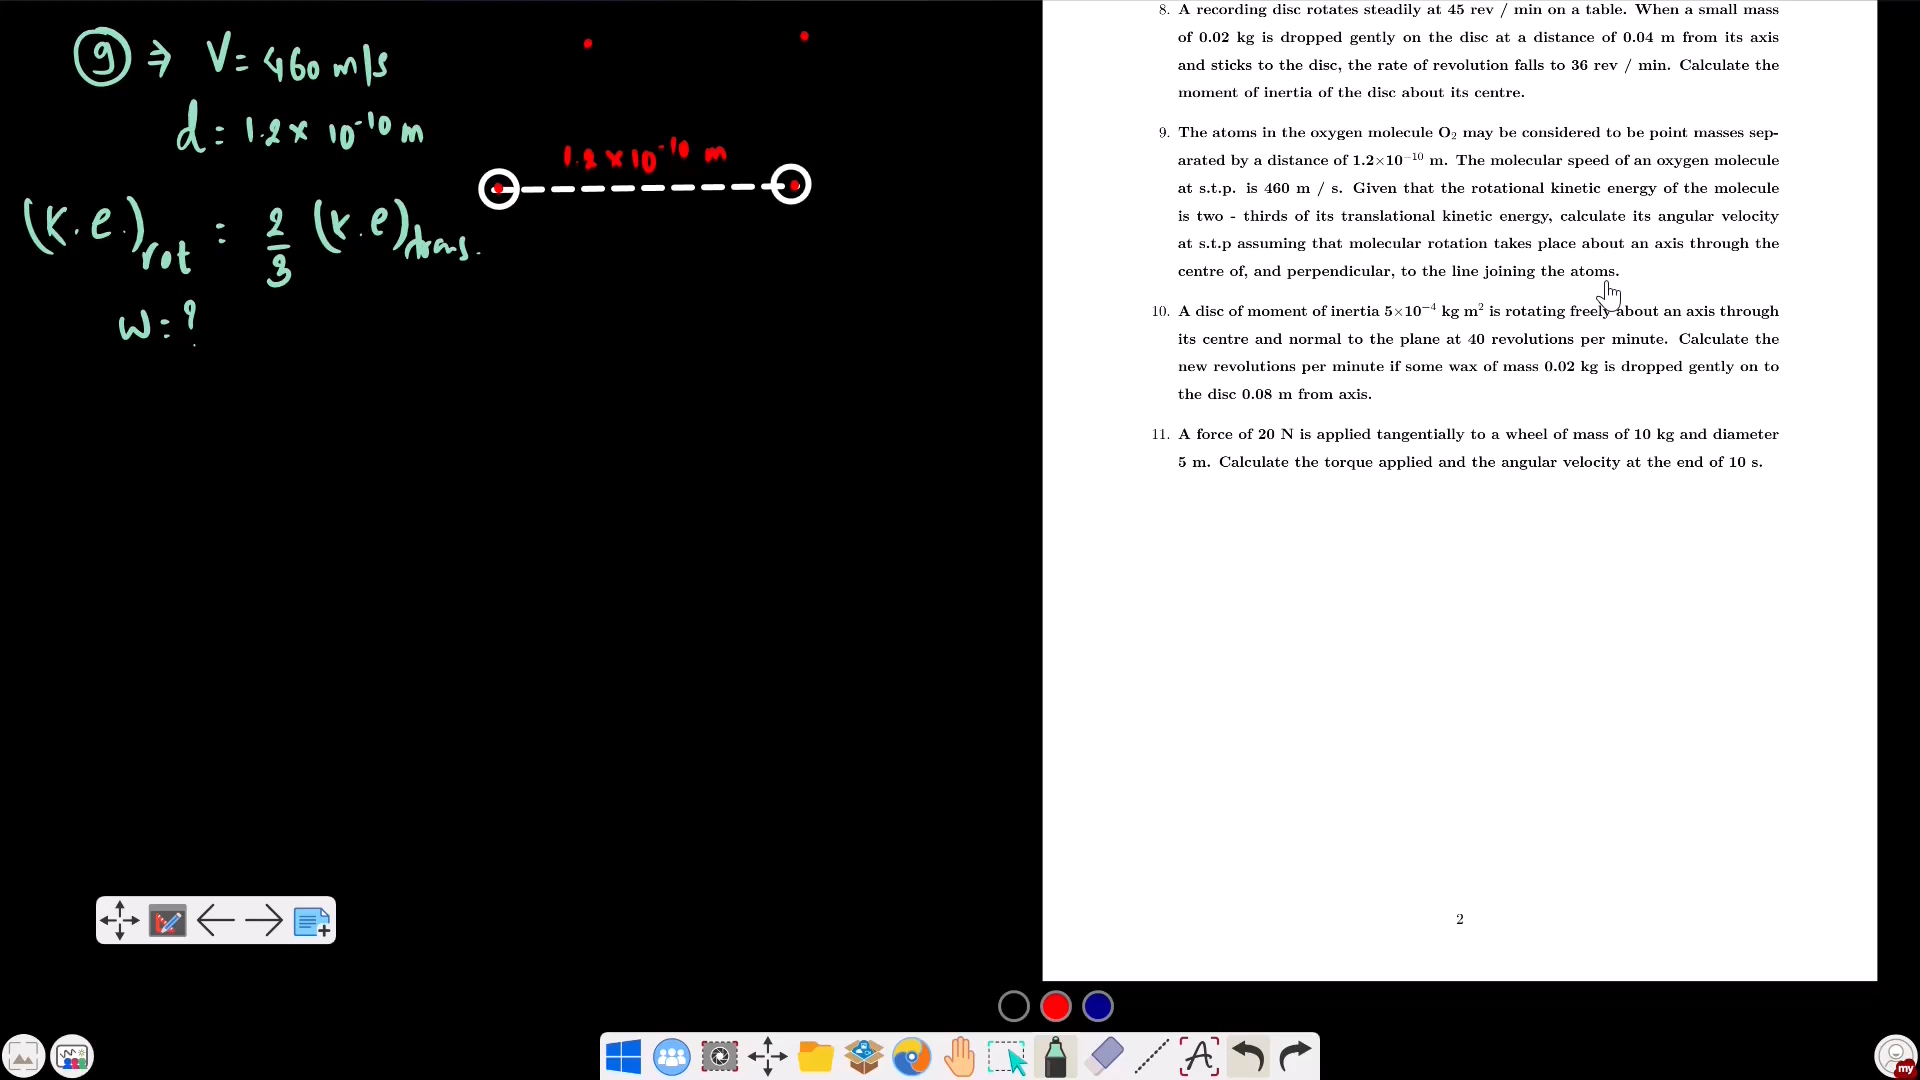 9 ⇒ V = 460 m/s
d = 1.2 × 10⁻¹⁰ m
1.2 × 10⁻¹⁰ m
(K.e.)rot = 2/3 (K.e)trans.
W = ?
8. A recording disc rotates steadily at 45 rev / min on a table. When a small mass
of 0.02 kg is dropped gently on the disc at a distance of 0.04 m from its axis
and sticks to the disc, the rate of revolution falls to 36 rev / min. Calculate the
moment of inertia of the disc about its centre.
9. The atoms in the oxygen molecule O₂ may be considered to be point masses sep-
arated by a distance of 1.2×10⁻¹⁰ m. The molecular speed of an oxygen molecule
at s.t.p. is 460 m / s. Given that the rotational kinetic energy of the molecule
is two - thirds of its translational kinetic energy, calculate its angular velocity
at s.t.p assuming that molecular rotation takes place about an axis through the
centre of, and perpendicular, to the line joining the atoms.
10. A disc of moment of inertia 5×10⁻⁴ kg m² is rotating freely about an axis through
its centre and normal to the plane at 40 revolutions per minute. Calculate the
new revolutions per minute if some wax of mass 0.02 kg is dropped gently on to
the disc 0.08 m from axis.
11. A force of 20 N is applied tangentially to a wheel of mass of 10 kg and diameter
5 m. Calculate the torque applied and the angular velocity at the end of 10 s.
2
my